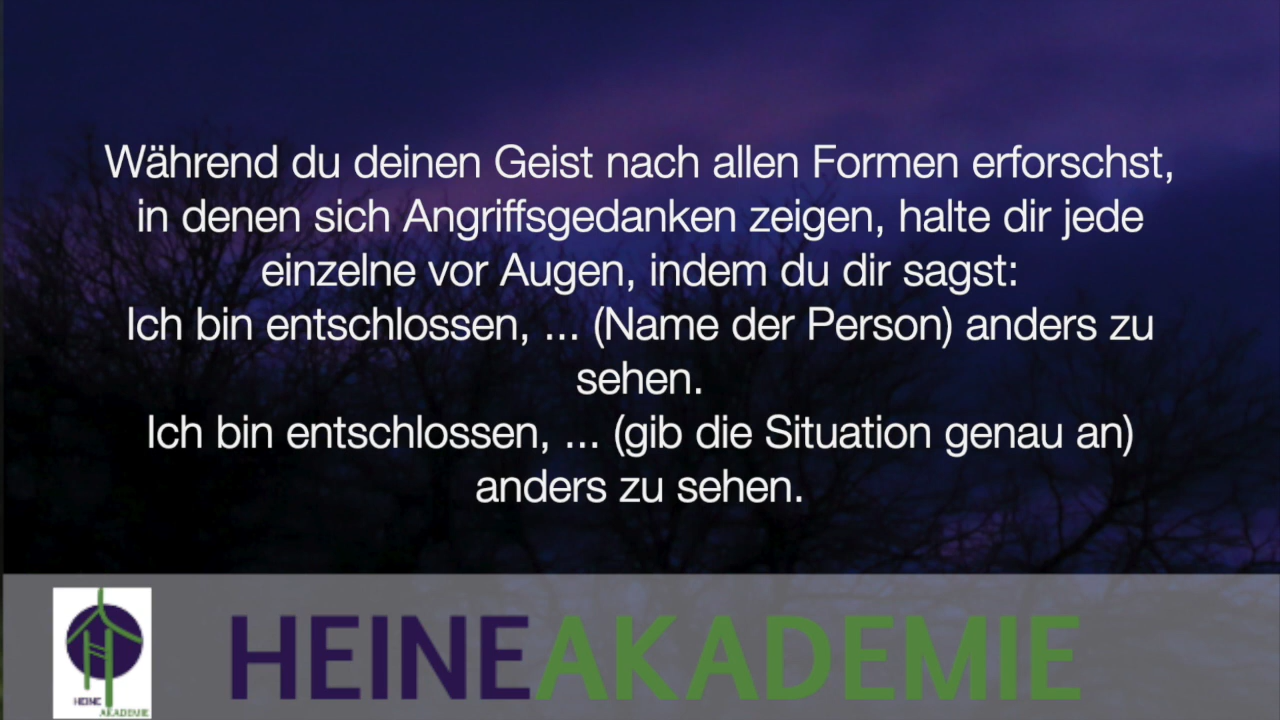 Während du deinen Geist nach allen Formen erforschst,
in denen sich Angriffsgedanken zeigen, halte dir jede
einzelne vor Augen, indem du dir sagst:
Ich bin entschlossen, ... (Name der Person) anders zu
sehen.
Ich bin entschlossen, ... (gib die Situation genau an)
anders zu sehen.
HEINEAKADEMIE
HEINE
AKADEMIE